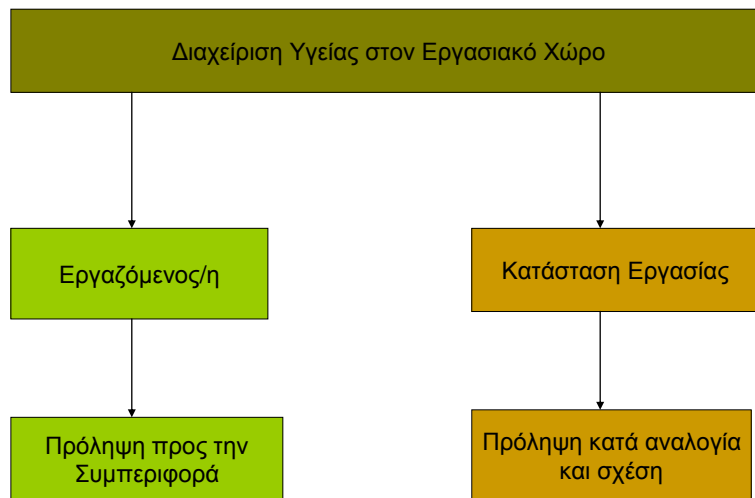 Διαχείριση Υγείας στον Εργασιακό Χώρο
Εργαζόμενος/η
Κατάσταση Εργασίας
Πρόληψη προς την
Συμπεριφορά
Πρόληψη κατά αναλογία
και σχέση